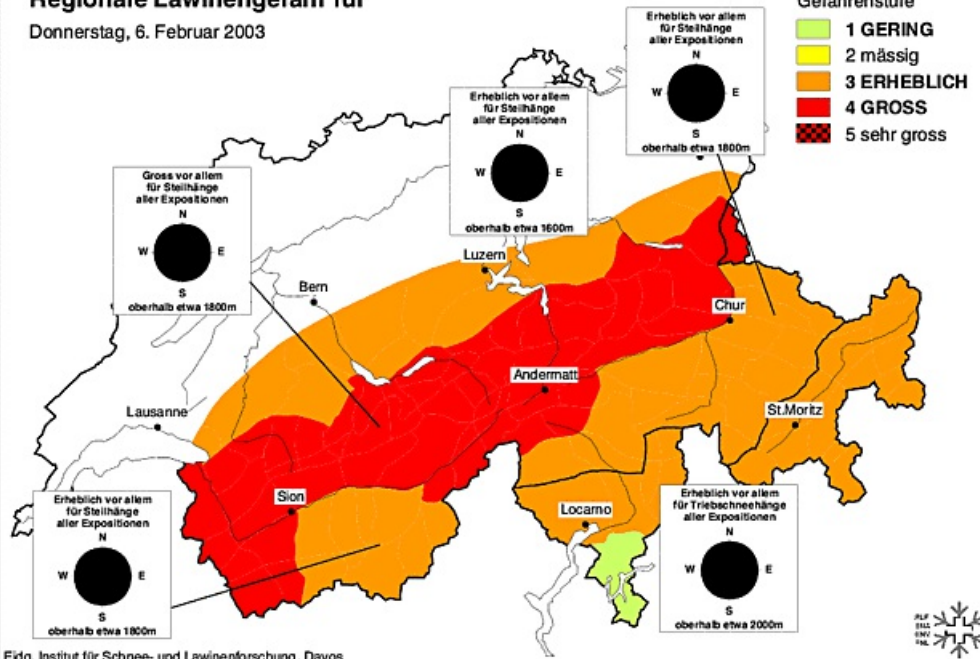 Regionale Lawinengefahr für
Donnerstag, 6. Februar 2003
Gefahrenstufe
1 GERING
2 mässig
3 ERHEBLICH
4 GROSS
5 sehr gross
Erheblich vor allem
für Steilhänge
aller Expositionen
N
W E
S
oberhalb etwa 1800m
Erheblich vor allem
für Steilhänge
aller Expositionen
N
W E
S
oberhalb etwa 1600m
Gross vor allem
für Steilhänge
aller Expositionen
N
W E
S
oberhalb etwa 1800m
Luzern
Bern
Chur
Andermatt
Lausanne
St.Moritz
Sion
Locarno
Erheblich vor allem
für Steilhänge
aller Expositionen
N
W E
S
oberhalb etwa 1800m
Erheblich vor allem
für Triebschneehänge
aller Expositionen
N
W E
S
oberhalb etwa 2000m
Eidg. Institut für Schnee- und Lawinenforschung, Davos